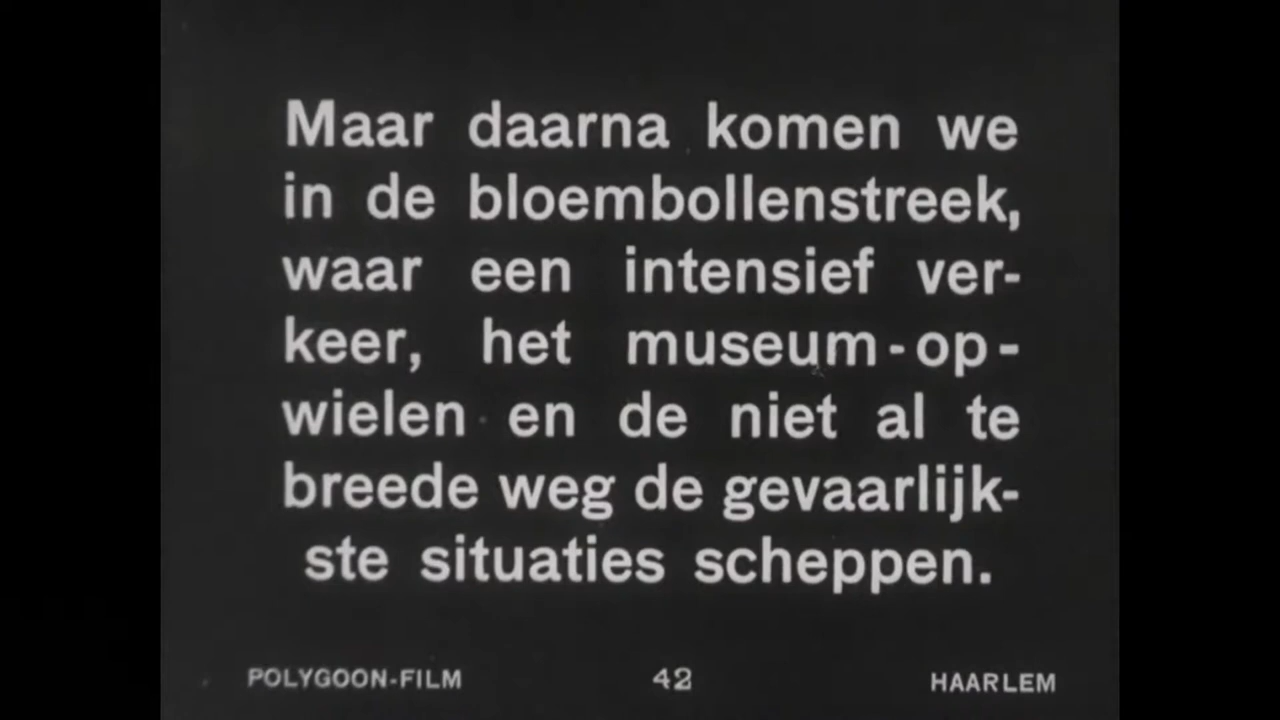 Maar daarna komen we
in de bloembollenstreek,
waar een intensief ver-
keer, het museum-op-
wielen en de niet al te
breede weg de gevaarlijk-
ste situaties scheppen.
POLYGOON-FILM 42 HAARLEM